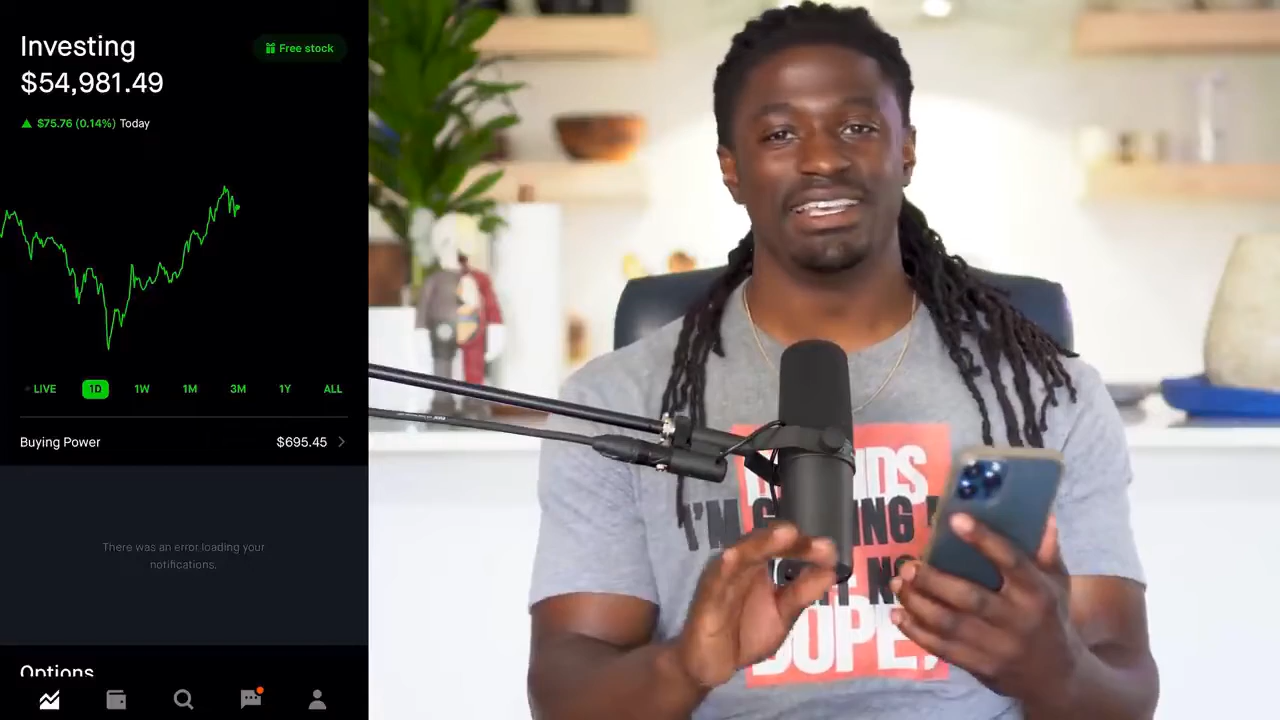 Investing
Free stock
$54,981.49
$75.76 (0.14%) Today
LIVE
1D
1W
1M
3M
1Y
ALL
Buying Power
$695.45
There was an error loading your
notifications.
Options
I'M
DOPE